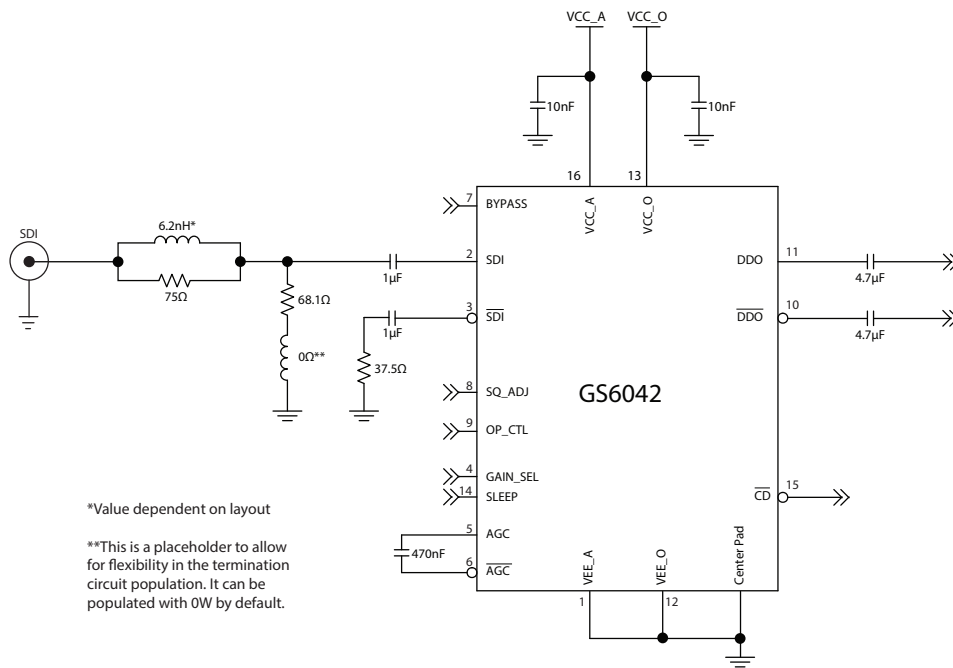 VCC_A VCC_O
10nF 10nF
16 13
VCC_A VCC_O
7 BYPASS
SDI
6.2nH*
75Ω
68.1Ω
0Ω**
1μF
2 SDI
3 SDI
1μF
37.5Ω
DDO 11
4.7μF
DDO 10
4.7μF
8 SQ_ADJ
GS6042
9 OP_CTL
4 GAIN_SEL
14 SLEEP
CD 15
5 AGC
470nF
6 AGC
VEE_A VEE_O Center Pad
1 12
*Value dependent on layout
**This is a placeholder to allow
for flexibility in the termination
circuit population. It can be
populated with 0W by default.